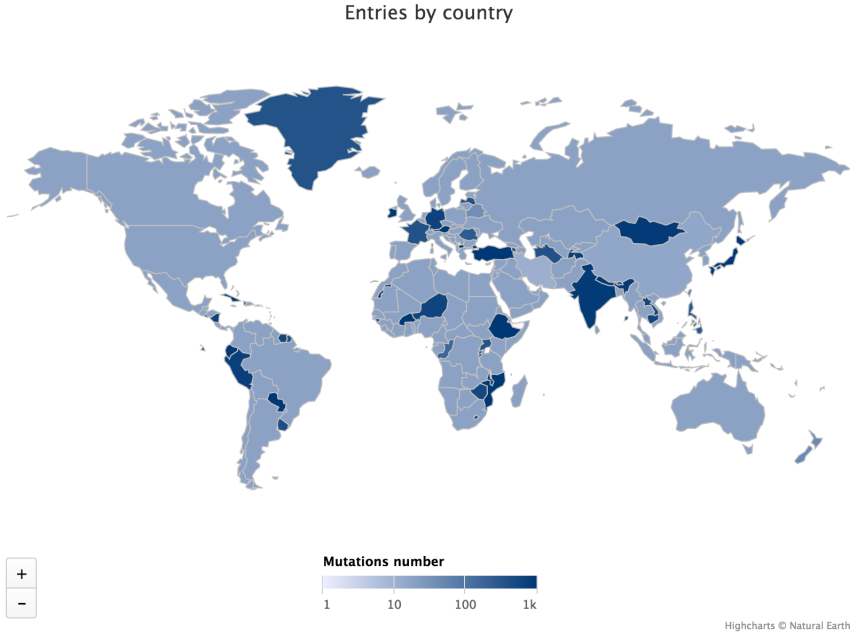 Entries by country
+
−
Mutations number
1 10 100 1k
Highcharts © Natural Earth